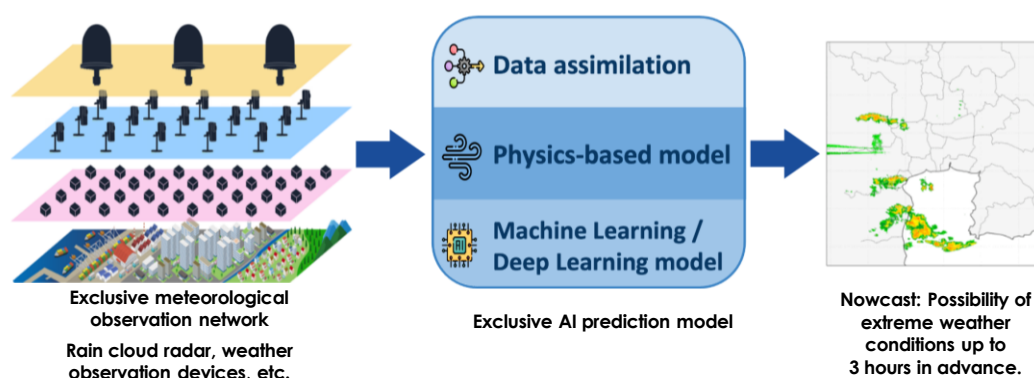 Data assimilation
Physics-based model
AI
Machine Learning /
Deep Learning model
Exclusive meteorological
observation network
Rain cloud radar, weather
observation devices, etc.
Exclusive AI prediction model
Nowcast: Possibility of
extreme weather
conditions up to
3 hours in advance.